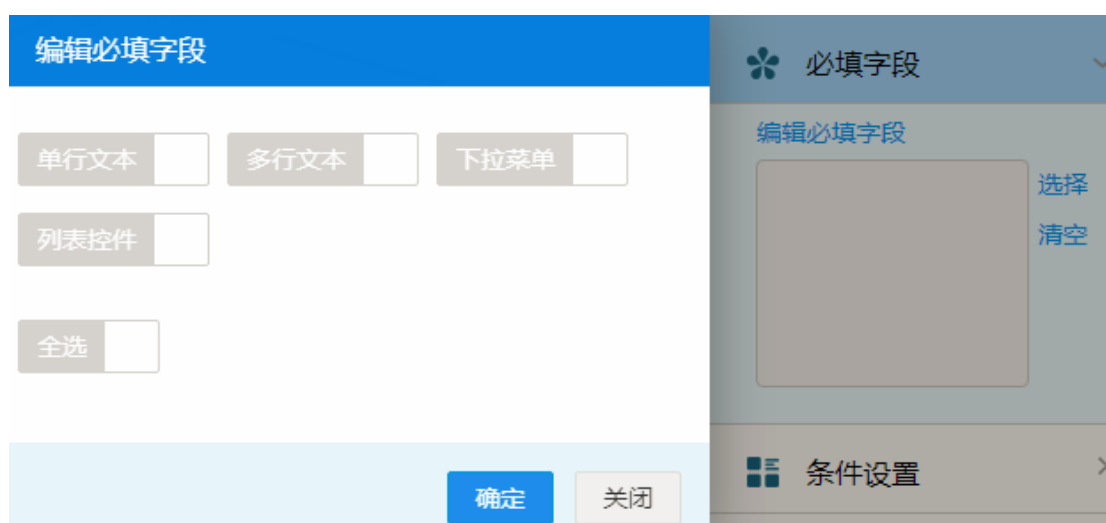 编辑必填字段
单行文本 多行文本 下拉菜单
列表控件
全选
确定 关闭
必填字段
编辑必填字段
选择
清空
条件设置